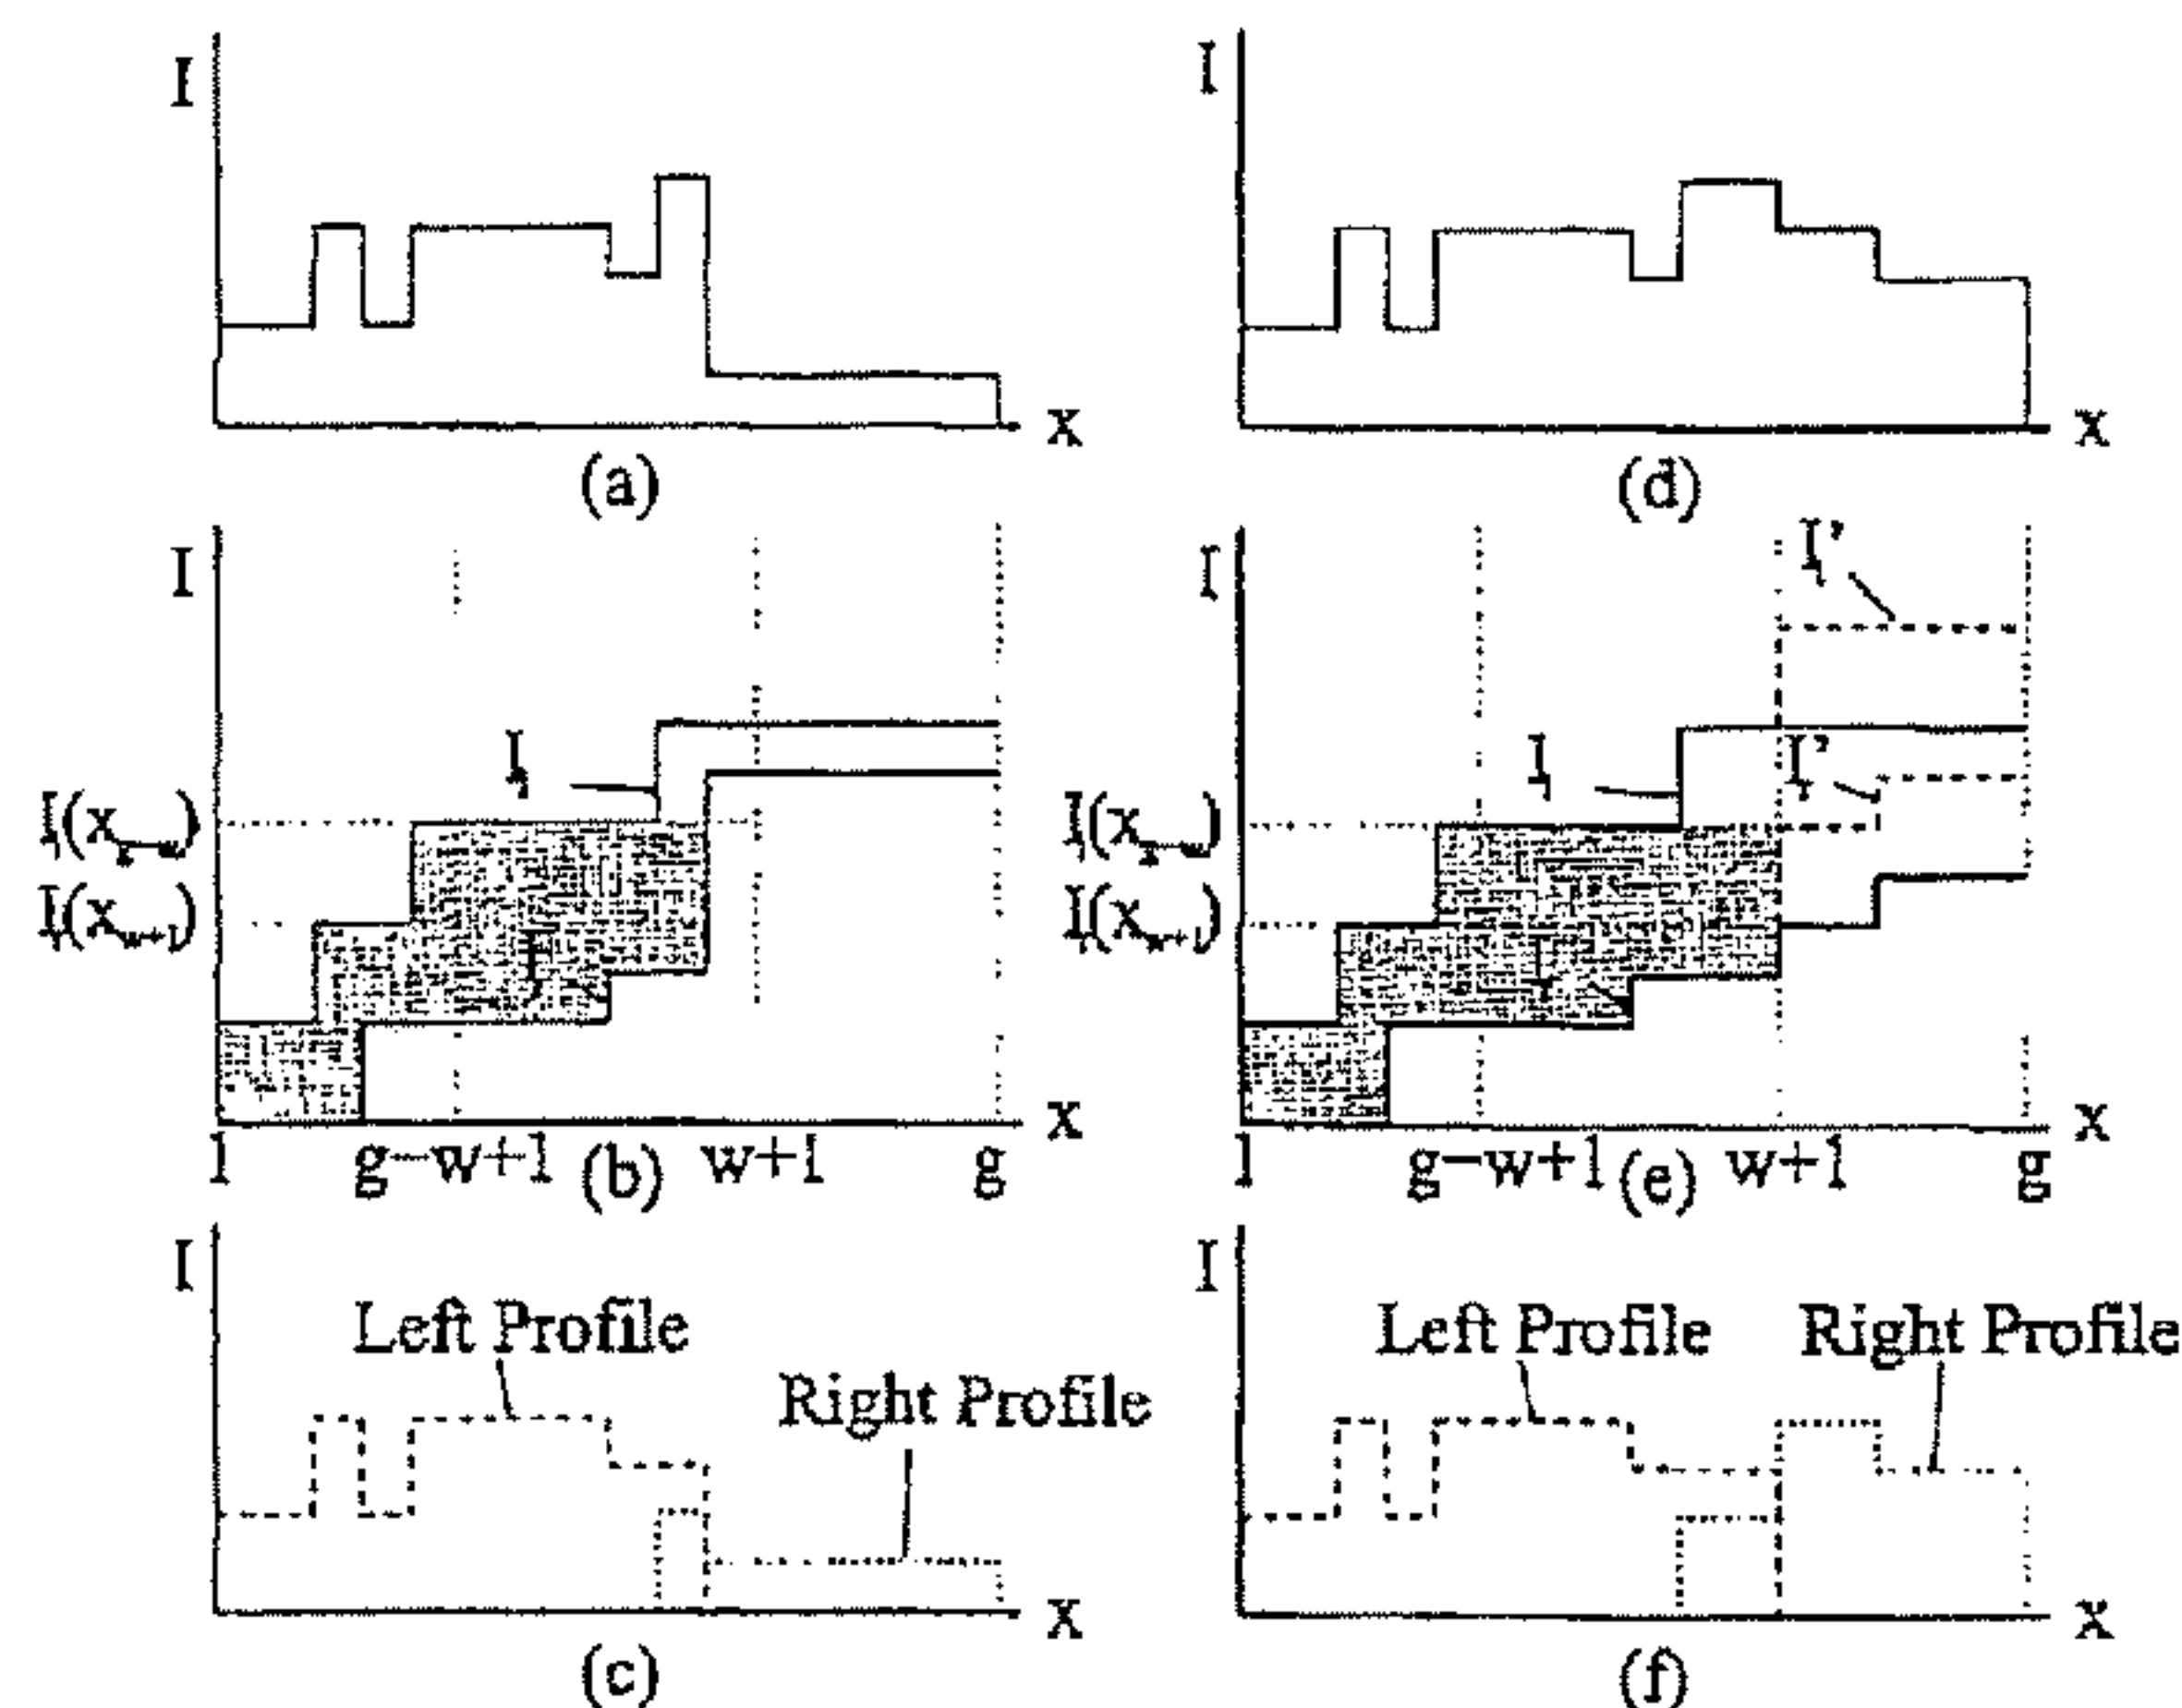 I
x
(a)
I
x
(d)
I
x
1
g-w+1
(b)
w+1
g
I
I'
I
I'
x
1
g-w+1
(e)
w+1
g
I
Left Profile
Right Profile
x
(c)
I
Left Profile
Right Profile
x
(f)